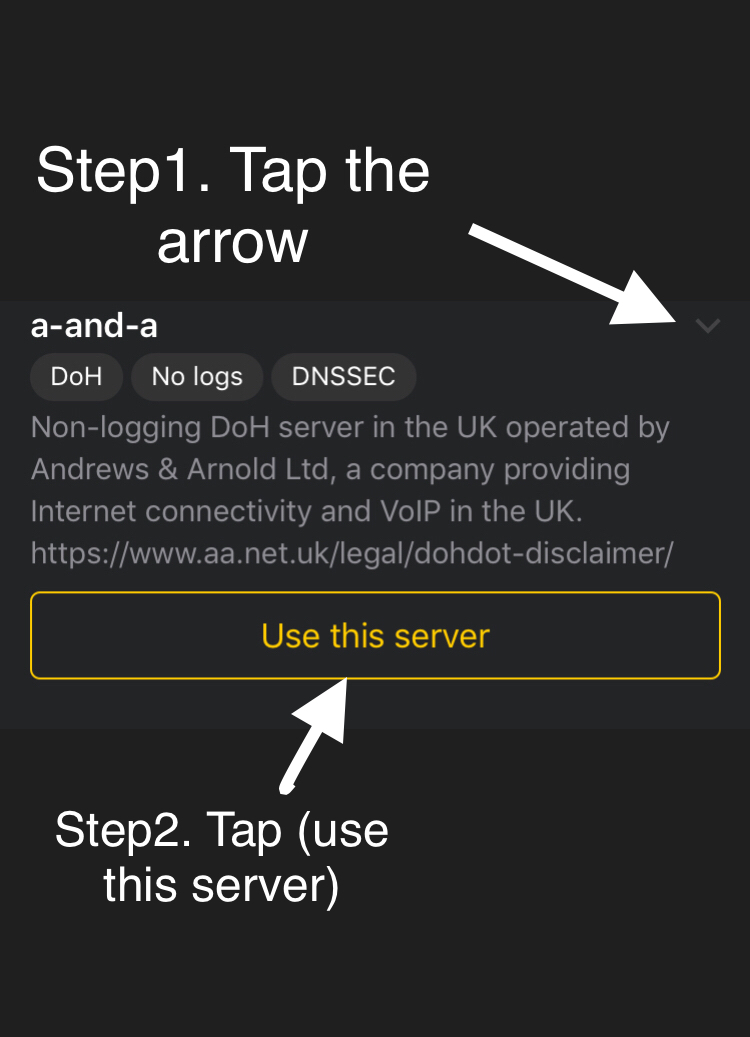 Step1. Tap the
arrow
a-and-a
DoH No logs DNSSEC
Non-logging DoH server in the UK operated by
Andrews & Arnold Ltd, a company providing
Internet connectivity and VoIP in the UK.
https://www.aa.net.uk/legal/dohdot-disclaimer/
Use this server
Step2. Tap (use
this server)